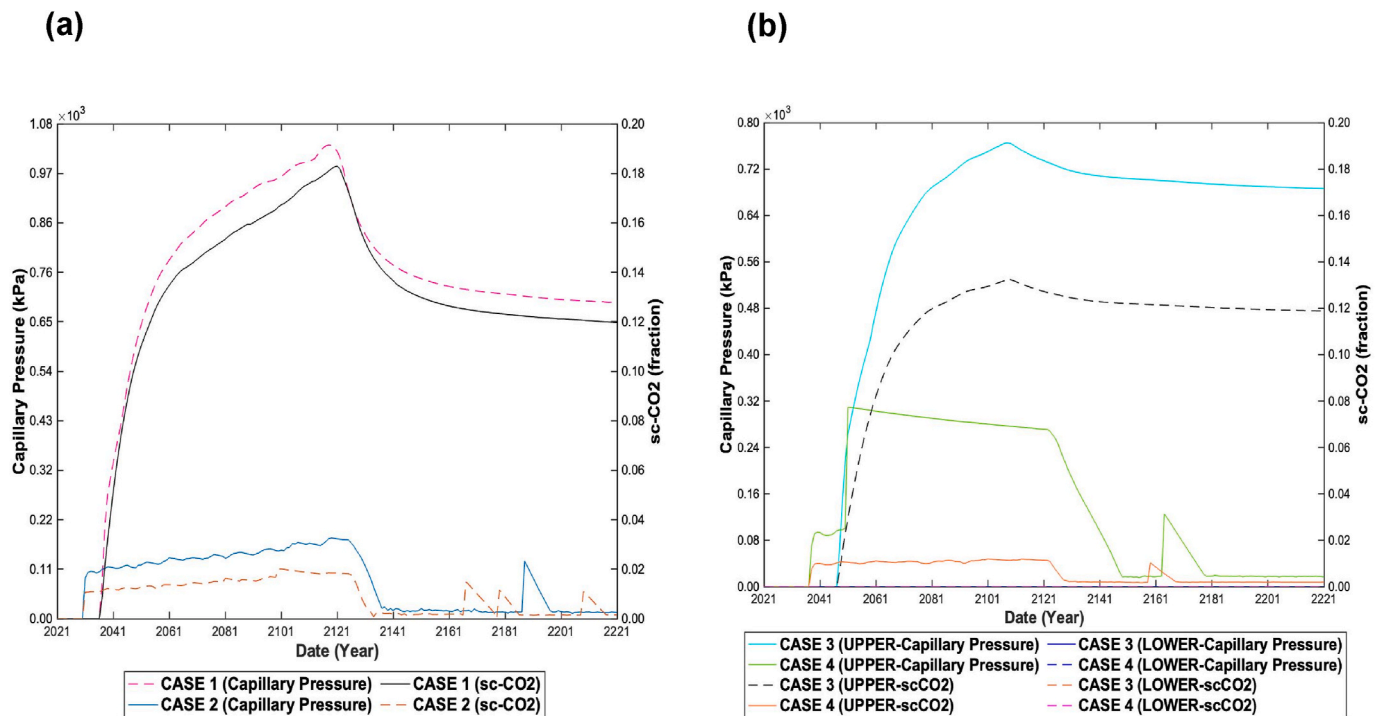 (a)
(b)
×10³
1.08
0.97
0.86
0.76
0.65
0.54
0.43
0.32
0.22
0.11
0.00
Capillary Pressure (kPa)
0.20
0.18
0.16
0.14
0.12
0.10
0.08
0.06
0.04
0.02
0.00
sc-CO2 (fraction)
2021 2041 2061 2081 2101 2121 2141 2161 2181 2201 2221
Date (Year)
CASE 1 (Capillary Pressure) CASE 1 (sc-CO2)
CASE 2 (Capillary Pressure) CASE 2 (sc-CO2)
×10³
0.80
0.72
0.64
0.56
0.48
0.40
0.32
0.24
0.16
0.08
0.00
Capillary Pressure (kPa)
0.20
0.18
0.16
0.14
0.12
0.10
0.08
0.06
0.04
0.02
0.00
sc-CO2 (fraction)
2021 2041 2061 2081 2101 2121 2141 2161 2181 2201 2221
Date (Year)
CASE 3 (UPPER-Capillary Pressure) CASE 3 (LOWER-Capillary Pressure)
CASE 4 (UPPER-Capillary Pressure) CASE 4 (LOWER-Capillary Pressure)
CASE 3 (UPPER-scCO2) CASE 3 (LOWER-scCO2)
CASE 4 (UPPER-scCO2) CASE 4 (LOWER-scCO2)